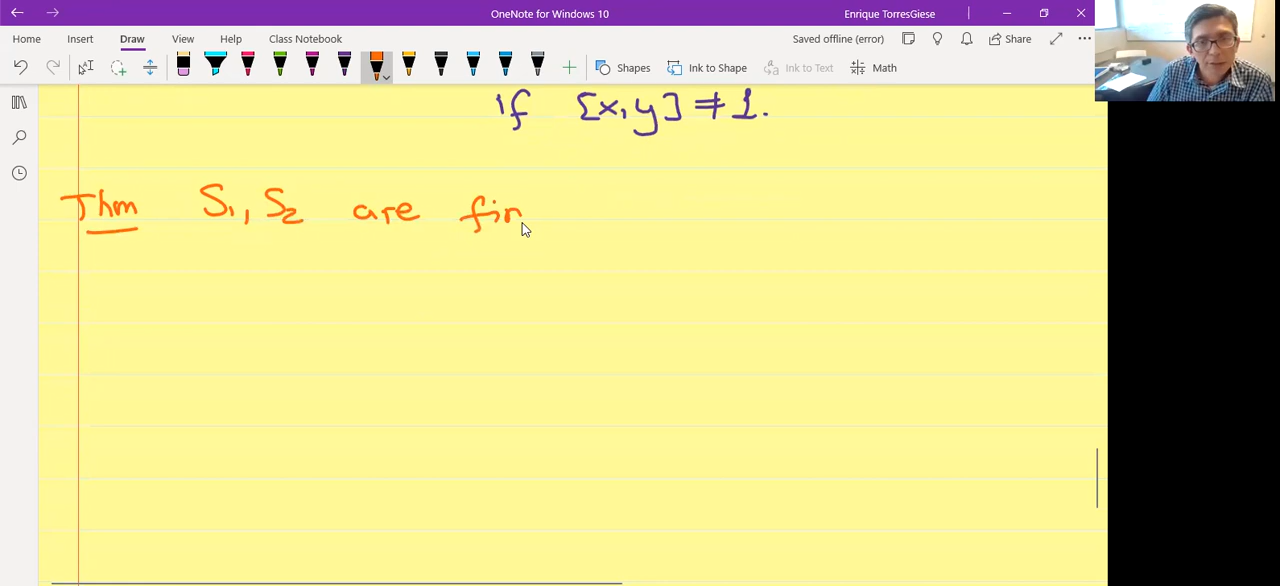 OneNote for Windows 10
Enrique TorresGiese
Home Insert Draw View Help Class Notebook
Saved offline (error)
Share
Shapes
Ink to Shape
Ink to Text
Math
if [x,y] ≠ 1.
Thm S₁, S₂ are fin